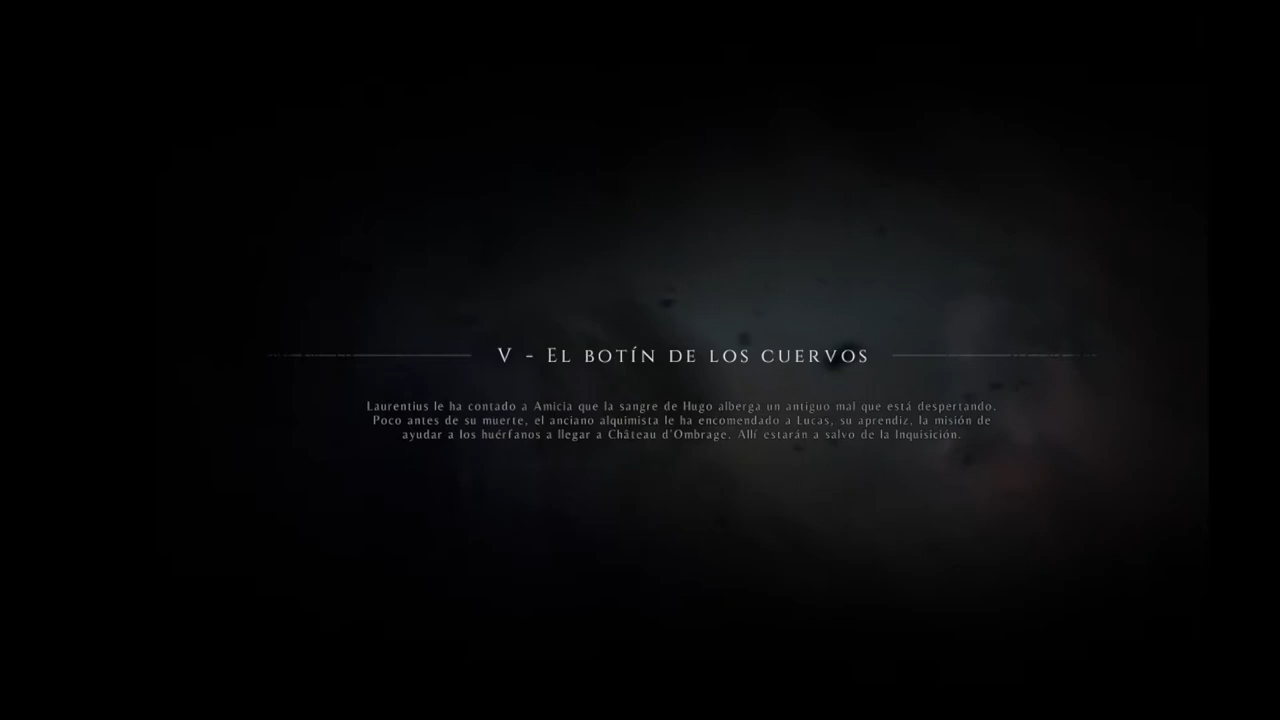 V - El botín de los cuervos
Laurentius le ha contado a Amicia que la sangre de Hugo alberga un antiguo mal que está despertando.
Poco antes de su muerte, el anciano alquimista le ha encomendado a Lucas, su aprendiz, la misión de
ayudar a los huérfanos a llegar a Château d'Ombrage. Allí estarán a salvo de la Inquisición.